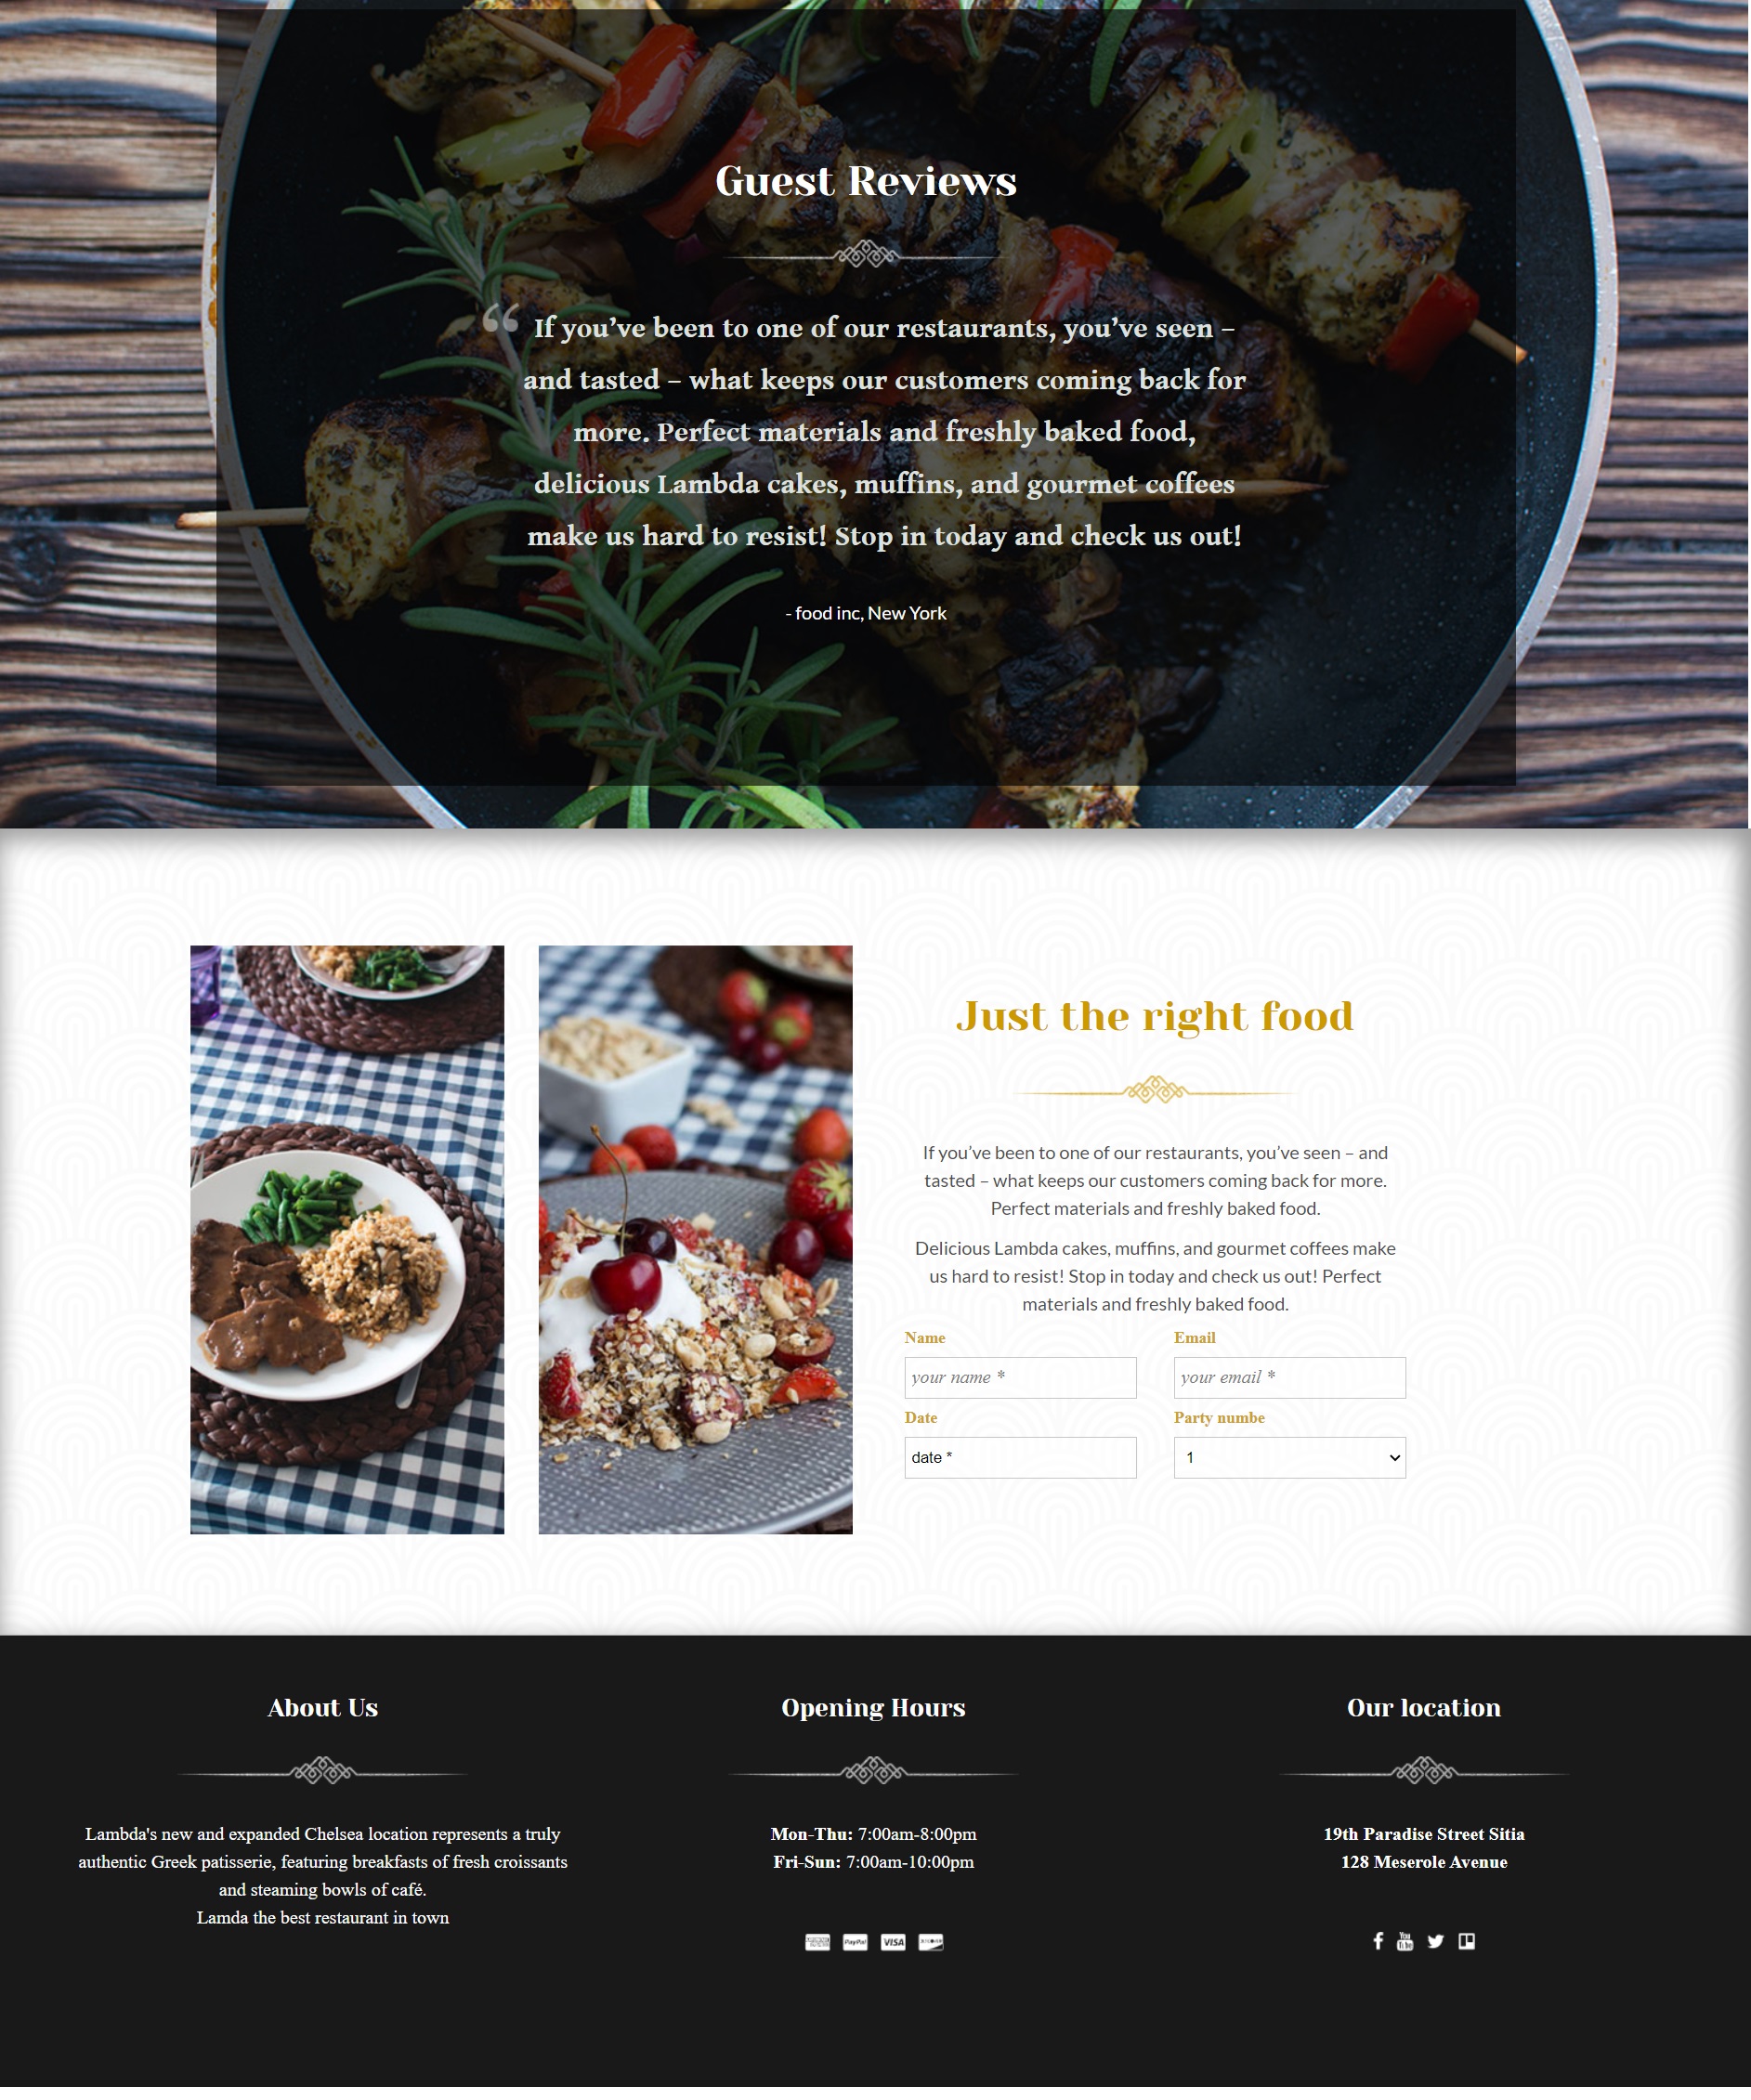 Guest Reviews
“ If you’ve been to one of our restaurants, you’ve seen –
and tasted – what keeps our customers coming back for
more. Perfect materials and freshly baked food,
delicious Lambda cakes, muffins, and gourmet coffees
make us hard to resist! Stop in today and check us out!
- food inc, New York
Just the right food
If you’ve been to one of our restaurants, you’ve seen – and
tasted – what keeps our customers coming back for more.
Perfect materials and freshly baked food.
Delicious Lambda cakes, muffins, and gourmet coffees make
us hard to resist! Stop in today and check us out! Perfect
materials and freshly baked food.
Name Email
your name * your email *
Date Party numbe
date * 1
About Us
Lambda's new and expanded Chelsea location represents a truly
authentic Greek patisserie, featuring breakfasts of fresh croissants
and steaming bowls of café.
Lamda the best restaurant in town
Opening Hours
Mon-Thu: 7:00am-8:00pm
Fri-Sun: 7:00am-10:00pm
PayPal VISA
Our location
19th Paradise Street Sitia
128 Meserole Avenue
You Tube